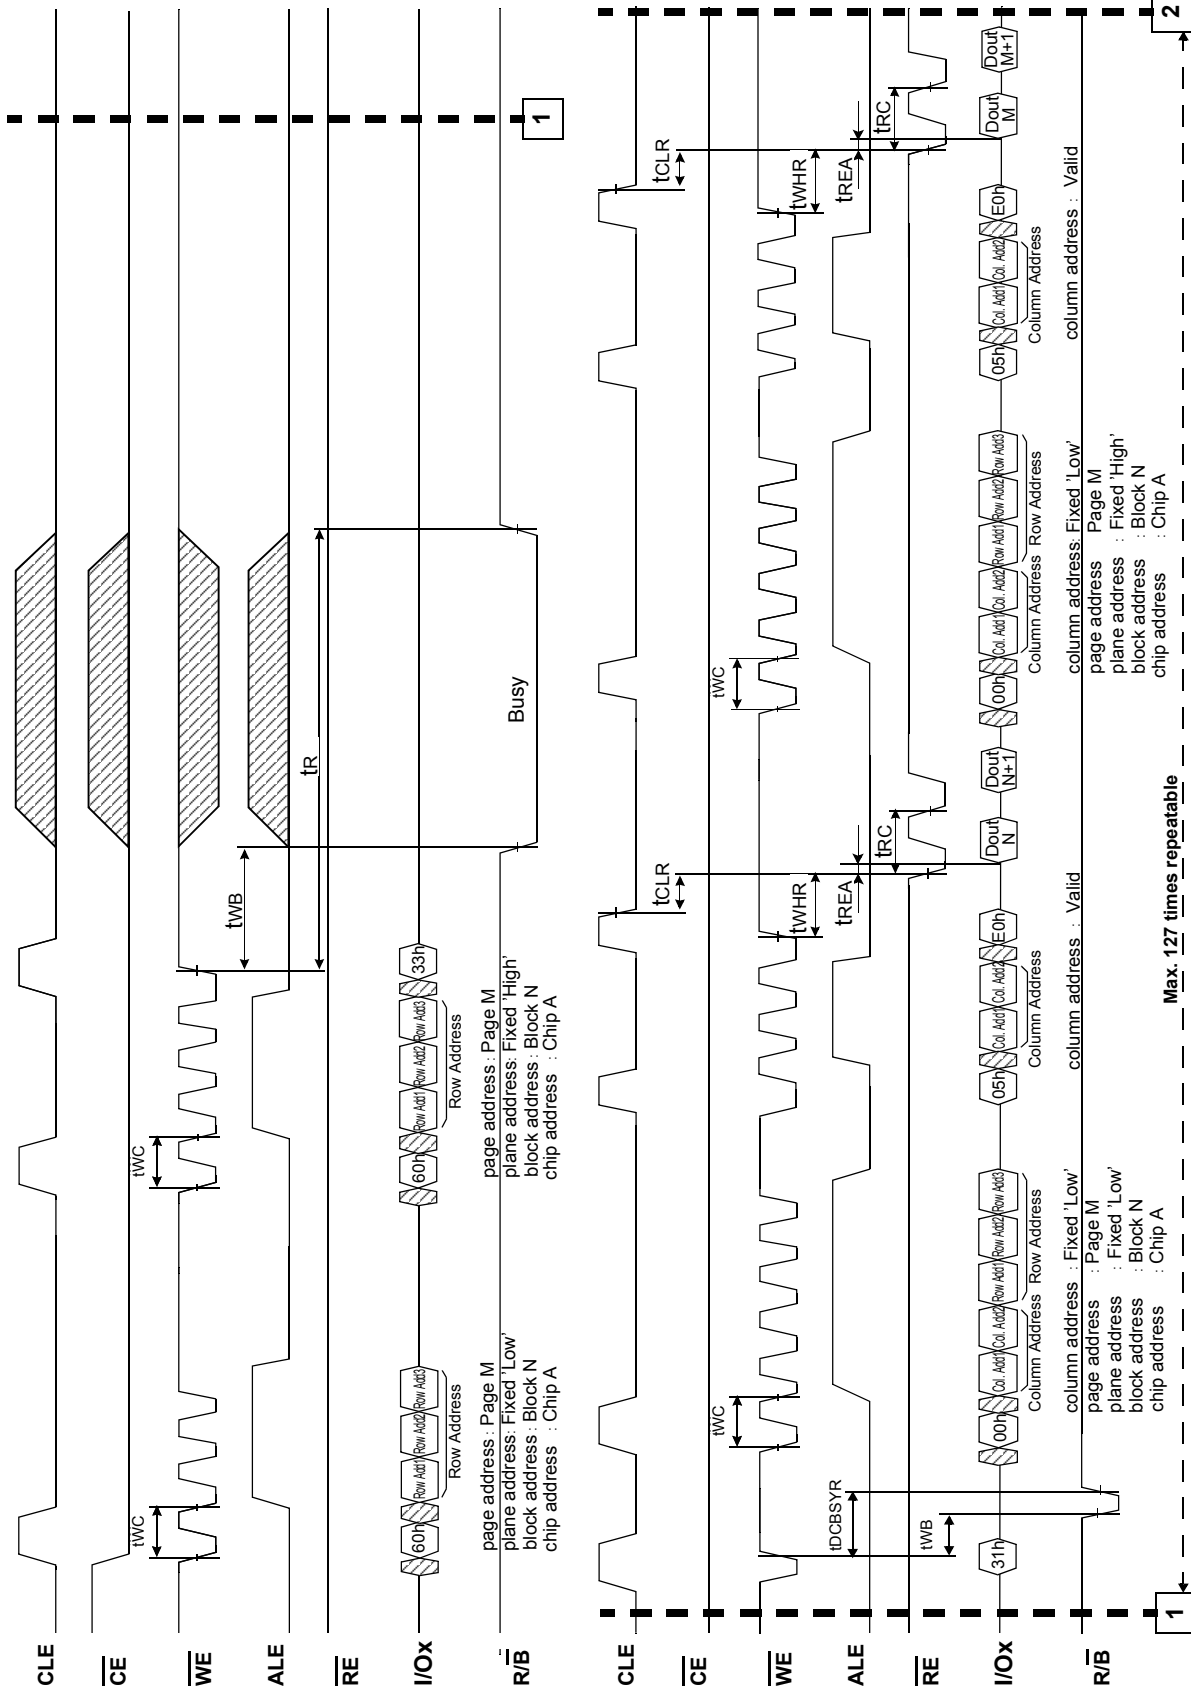 CLE
CE
WE
ALE
RE
I/Ox
R/B
tWC
tWC
tWB
tR
Busy
60h Row Add1 Row Add2 Row Add3
Row Address
page address : Page M
plane address: Fixed 'Low'
block address : Block N
chip address : Chip A
60h Row Add1 Row Add2 Row Add3 33h
Row Address
page address : Page M
plane address: Fixed 'High'
block address : Block N
chip address : Chip A
1
CLE
CE
WE
ALE
RE
I/Ox
R/B
1
tDCBSYR
tWB
tWC
tCLR
tWHR
tREA
tRC
tWC
tCLR
tWHR
tREA
tRC
31h
00h Col. Add1 Col. Add2 Row Add1 Row Add2 Row Add3
Column Address Row Address
column address : Fixed 'Low'
page address : Page M
plane address : Fixed 'Low'
block address : Block N
chip address : Chip A
05h Col. Add1 Col. Add2 E0h
Column Address
column address : Valid
Dout N
Dout N+1
00h Col. Add1 Col. Add2 Row Add1 Row Add2 Row Add3
Column Address Row Address
column address: Fixed 'Low'
page address Page M
plane address : Fixed 'High'
block address : Block N
chip address : Chip A
05h Col. Add1 Col. Add2 E0h
Column Address
column address : Valid
Dout M
Dout M+1
Max. 127 times repeatable
2